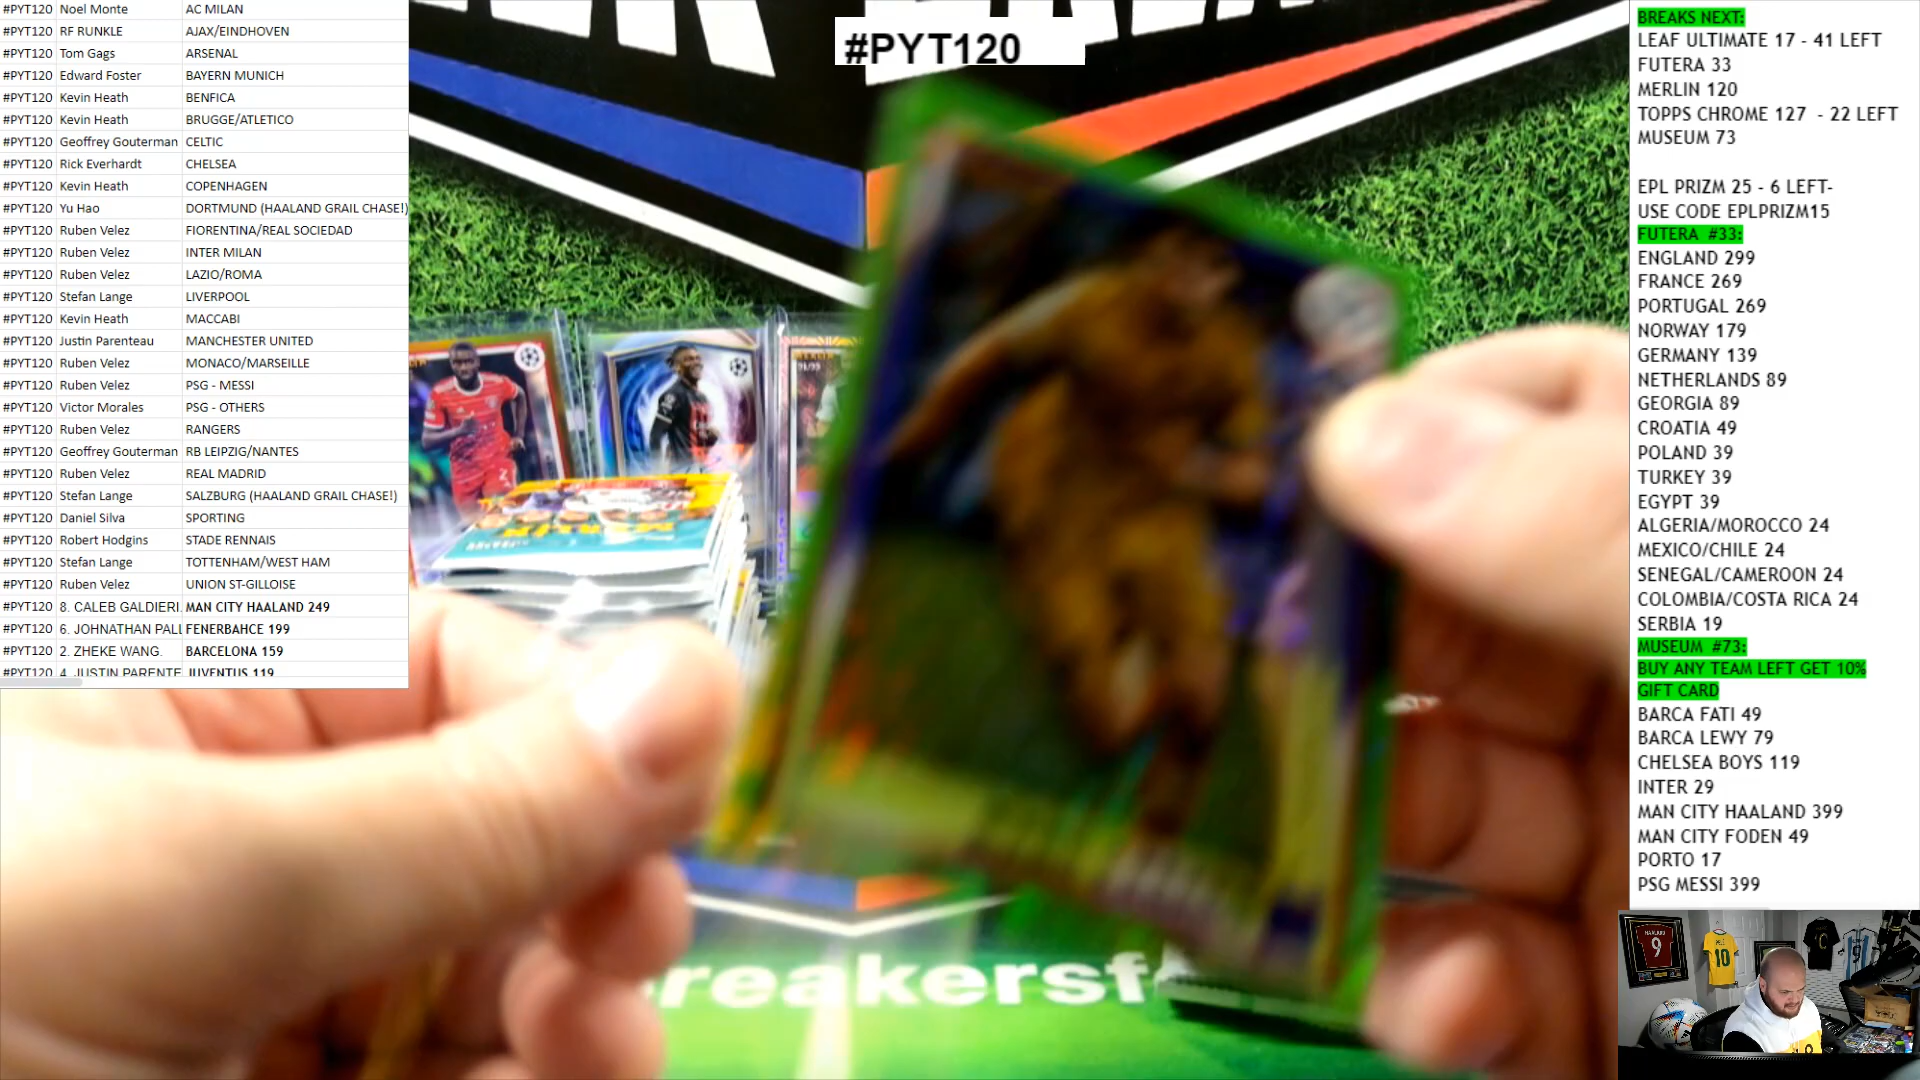 #PYT120 Noel Monte AC MILAN
#PYT120 RF RUNKLE AJAX/EINDHOVEN
#PYT120 Tom Gags ARSENAL
#PYT120 Edward Foster BAYERN MUNICH
#PYT120 Kevin Heath BENFICA
#PYT120 Kevin Heath BRUGGE/ATLETICO
#PYT120 Geoffrey Gouterman CELTIC
#PYT120 Rick Everhardt CHELSEA
#PYT120 Kevin Heath COPENHAGEN
#PYT120 Yu Hao DORTMUND (HAALAND GRAIL CHASE!)
#PYT120 Ruben Velez FIORENTINA/REAL SOCIEDAD
#PYT120 Ruben Velez INTER MILAN
#PYT120 Ruben Velez LAZIO/ROMA
#PYT120 Stefan Lange LIVERPOOL
#PYT120 Kevin Heath MACCABI
#PYT120 Justin Parenteau MANCHESTER UNITED
#PYT120 Ruben Velez MONACO/MARSEILLE
#PYT120 Ruben Velez PSG - MESSI
#PYT120 Victor Morales PSG - OTHERS
#PYT120 Ruben Velez RANGERS
#PYT120 Geoffrey Gouterman RB LEIPZIG/NANTES
#PYT120 Ruben Velez REAL MADRID
#PYT120 Stefan Lange SALZBURG (HAALAND GRAIL CHASE!)
#PYT120 Daniel Silva SPORTING
#PYT120 Robert Hodgins STADE RENNAIS
#PYT120 Stefan Lange TOTTENHAM/WEST HAM
#PYT120 Ruben Velez UNION ST-GILLOISE
#PYT120 8. CALEB GALDIERI. MAN CITY HAALAND 249
#PYT120 6. JOHNATHAN PALL FENERBAHCE 199
#PYT120 2. ZHEKE WANG. BARCELONA 159
#PYT120 4. JUSTIN PARENTE JUVENTUS 119
#PYT120
reakersf
BREAKS NEXT:
LEAF ULTIMATE 17 - 41 LEFT
FUTERA 33
MERLIN 120
TOPPS CHROME 127 - 22 LEFT
MUSEUM 73
EPL PRIZM 25 - 6 LEFT-
USE CODE EPLPRIZM15
FUTERA #33:
ENGLAND 299
FRANCE 269
PORTUGAL 269
NORWAY 179
GERMANY 139
NETHERLANDS 89
GEORGIA 89
CROATIA 49
POLAND 39
TURKEY 39
EGYPT 39
ALGERIA/MOROCCO 24
MEXICO/CHILE 24
SENEGAL/CAMEROON 24
COLOMBIA/COSTA RICA 24
SERBIA 19
MUSEUM #73:
BUY ANY TEAM LEFT GET 10%
GIFT CARD
BARCA FATI 49
BARCA LEWY 79
CHELSEA BOYS 119
INTER 29
MAN CITY HAALAND 399
MAN CITY FODEN 49
PORTO 17
PSG MESSI 399
HAALAND
9
10